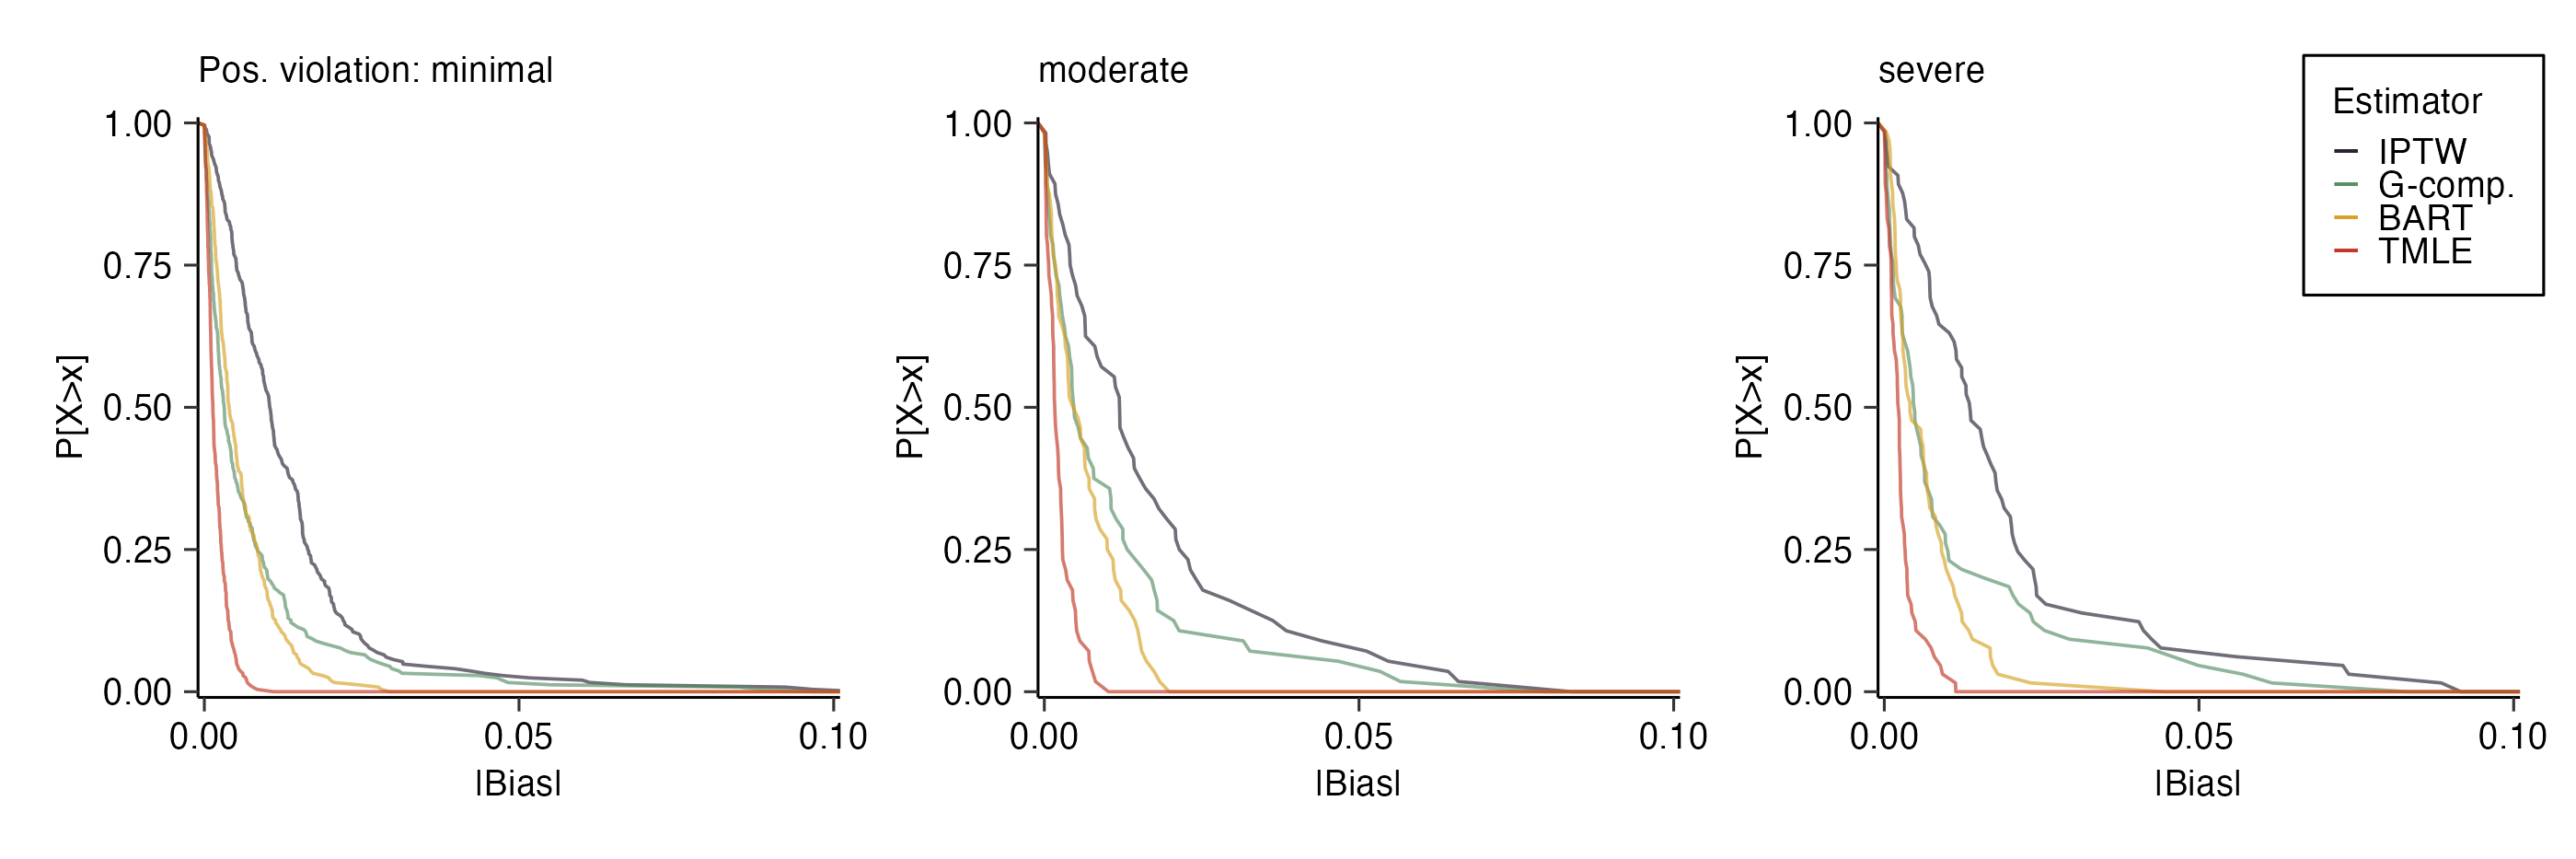 Pos. violation: minimal
1.00
0.75
0.50
0.25
0.00
P[X>x]
0.00 0.05 0.10
|Bias|
moderate
1.00
0.75
0.50
0.25
0.00
P[X>x]
0.00 0.05 0.10
|Bias|
severe
1.00
0.75
0.50
0.25
0.00
P[X>x]
0.00 0.05 0.10
|Bias|
Estimator
IPTW
G-comp.
BART
TMLE